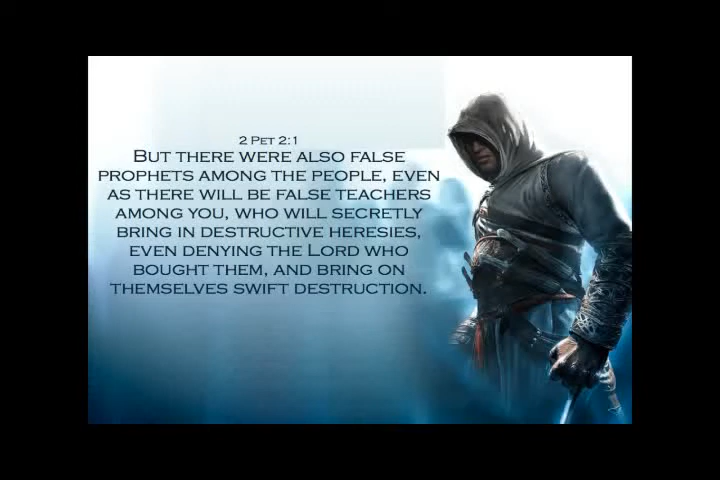 2 Pet 2:1
But there were also false
prophets among the people, even
as there will be false teachers
among you, who will secretly
bring in destructive heresies,
even denying the Lord who
bought them, and bring on
themselves swift destruction.